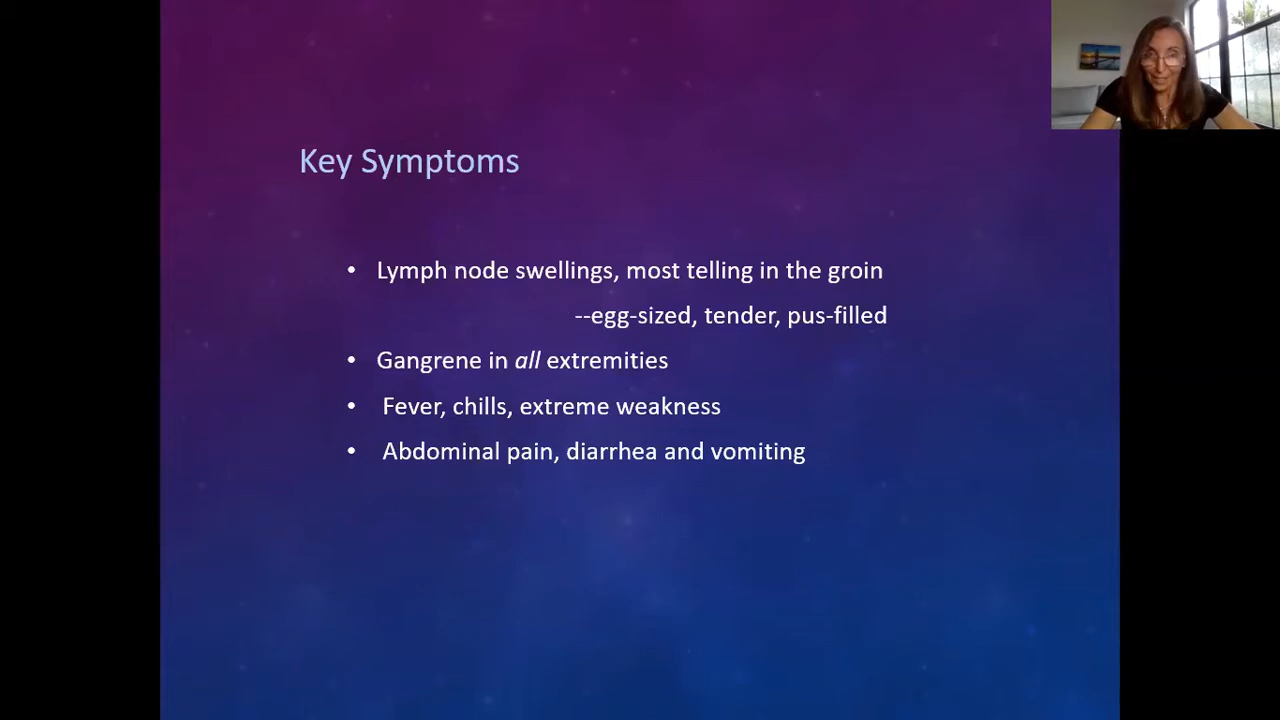 Key Symptoms
• Lymph node swellings, most telling in the groin
--egg-sized, tender, pus-filled
• Gangrene in all extremities
• Fever, chills, extreme weakness
• Abdominal pain, diarrhea and vomiting